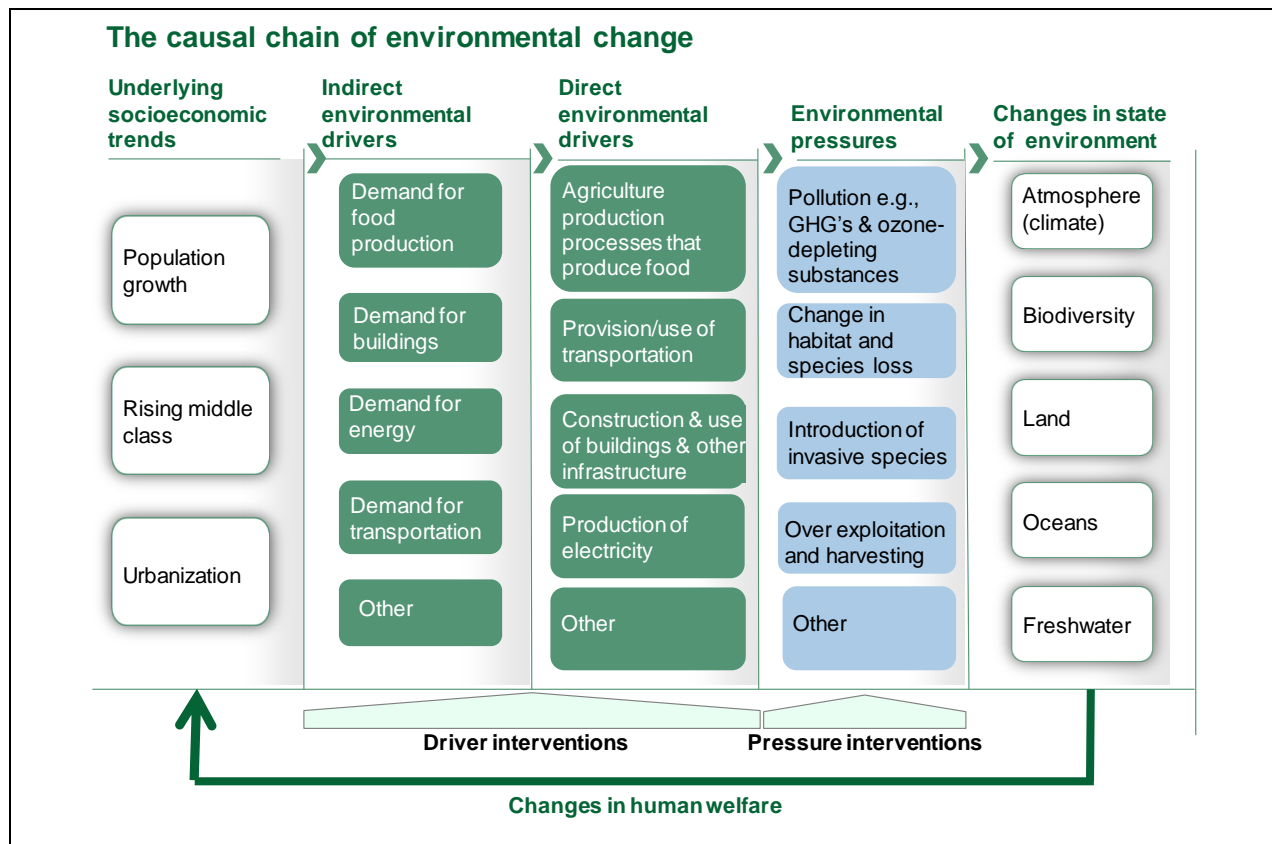 The causal chain of environmental change
Underlying
socioeconomic
trends
Indirect
environmental
drivers
Direct
environmental
drivers
Environmental
pressures
Changes in state
of environment
Population
growth
Rising middle
class
Urbanization
Demand for
food
production
Demand for
buildings
Demand for
energy
Demand for
transportation
Other
Agriculture
production
processes that
produce food
Provision/use of
transportation
Construction & use
of buildings & other
infrastructure
Production of
electricity
Other
Pollution e.g.,
GHG's & ozone-
depleting
substances
Change in
habitat and
species loss
Introduction of
invasive species
Over exploitation
and harvesting
Other
Atmosphere
(climate)
Biodiversity
Land
Oceans
Freshwater
Driver interventions
Pressure interventions
Changes in human welfare